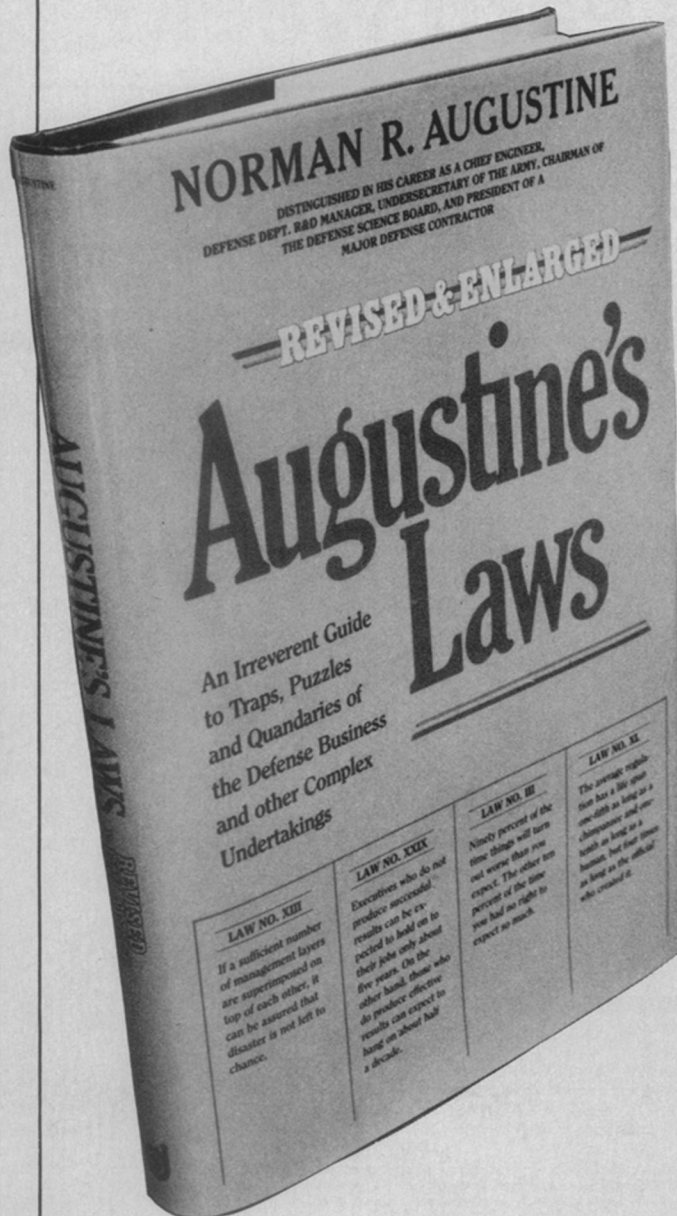 NORMAN R. AUGUSTINE
DISTINGUISHED IN HIS CAREER AS A CHIEF ENGINEER,
DEFENSE DEPT. R&D MANAGER, UNDERSECRETARY OF THE ARMY, CHAIRMAN OF
THE DEFENSE SCIENCE BOARD, AND PRESIDENT OF A
MAJOR DEFENSE CONTRACTOR
REVISED & ENLARGED
Augustine's
Laws
An Irreverent Guide
to Traps, Puzzles
and Quandaries of
the Defense Business
and other Complex
Undertakings
LAW NO. XIII
If a sufficient number
of management layers
are superimposed on
top of each other, it
can be assured that
disaster is not left to
chance.
LAW NO. XXIX
Executives who do not
produce successful
results can be ex-
pected to hold on to
their jobs only about
five years. On the
other hand, those who
do produce effective
results can expect to
hang on about half
a decade.
LAW NO. III
Ninety percent of the
time things will turn
out worse than you
expect. The other ten
percent of the time
you had no right to
expect so much.
LAW NO. XL
The average regula-
tion has a life span
one-fifth as long as a
chimpanzee and one-
tenth as long as a
human, but four times
as long as the official
who created it.
AUGUSTINE'S LAWS
REVISED